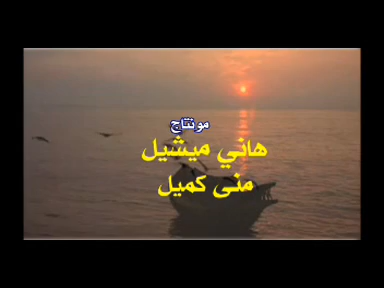 مونتاج
هاني ميشيل
منى كميل